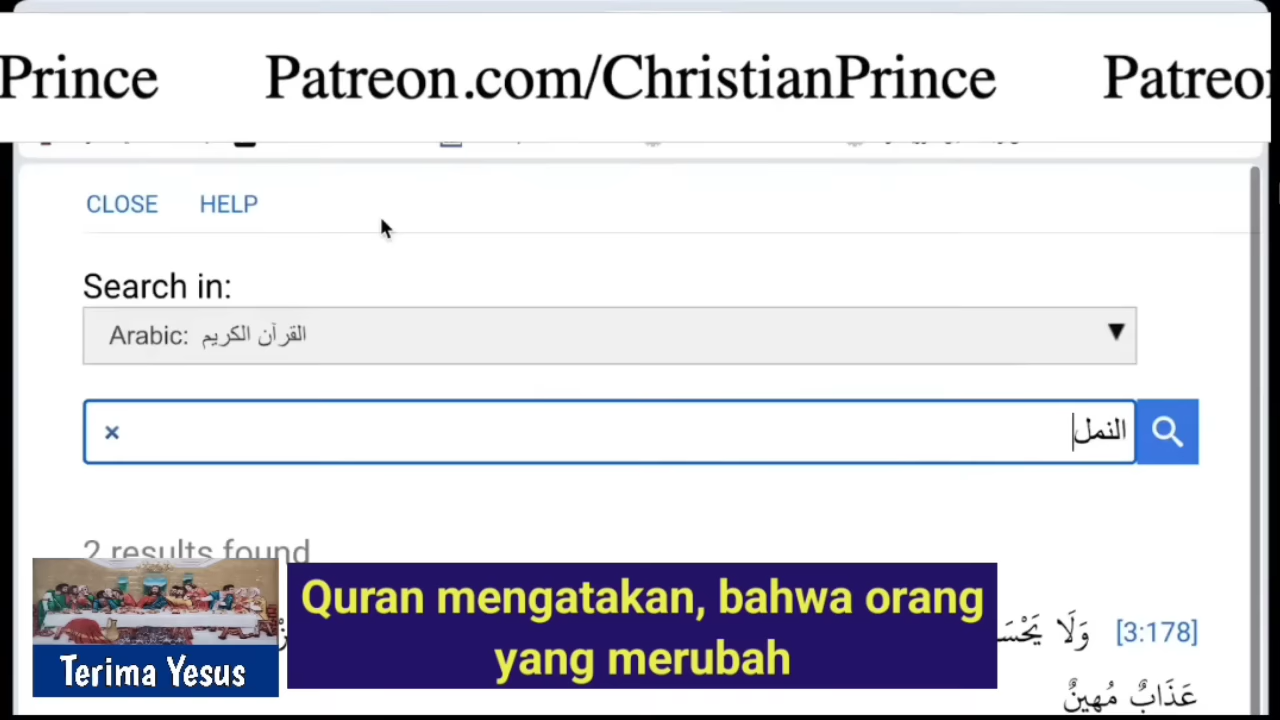 Prince Patreon.com/ChristianPrince Patreo
CLOSE HELP
Search in:
Arabic: القرآن الكريم
النمل
2 results found
Quran mengatakan, bahwa orang
yang merubah
[3:178] وَلَا
عَذَابٌ مُهِينٌ
Terima Yesus